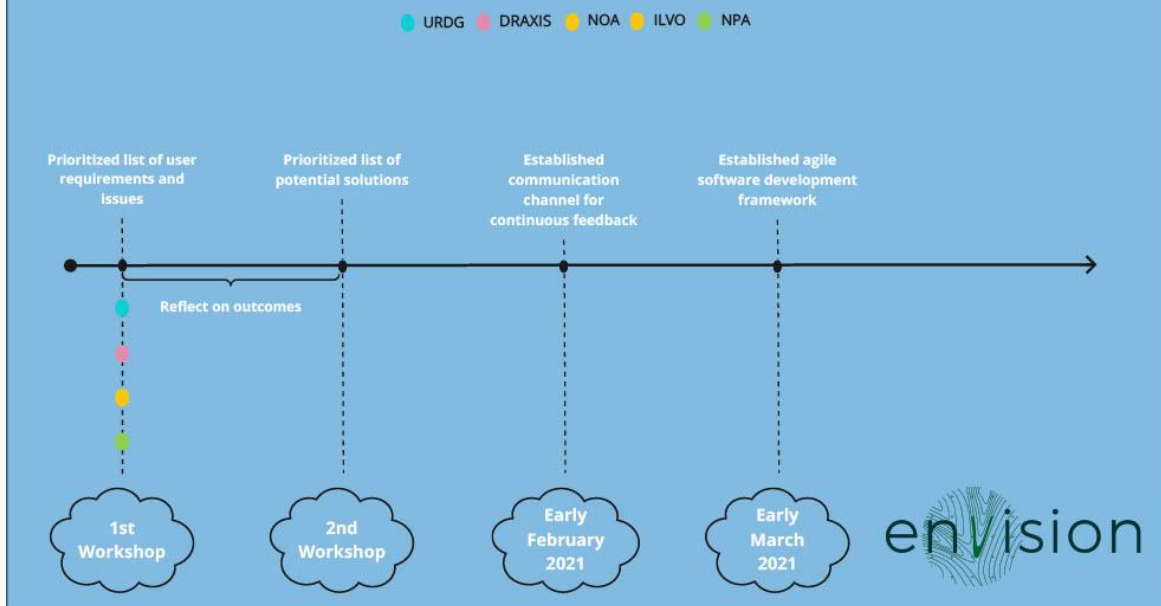 URDG DRAXIS NOA ILVO NPA
Prioritized list of user
requirements and
issues
Prioritized list of
potential solutions
Established
communication
channel for
continuous feedback
Established agile
software development
framework
Reflect on outcomes
1st
Workshop
2nd
Workshop
Early
February
2021
Early
March
2021
envision